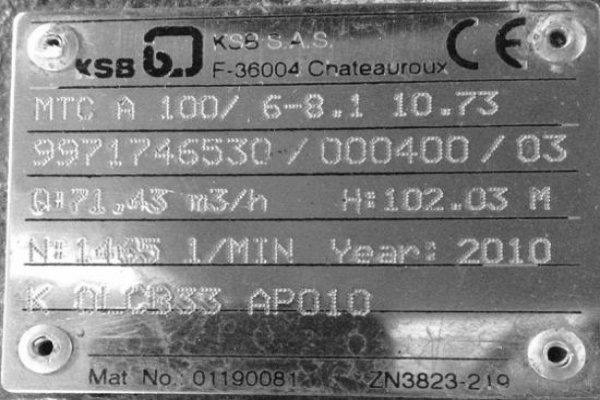 KSB KSB S.A.S.
F-36004 Chateauroux CE
MTC A 100/ 6-8.1 10.73
9971746530/000400/03
Q:71.43 m3/h H:102.03 M
N:1465 1/MIN Year: 2010
K 0LCB33 AP010
Mat No.: 01190081 ZN3823-219